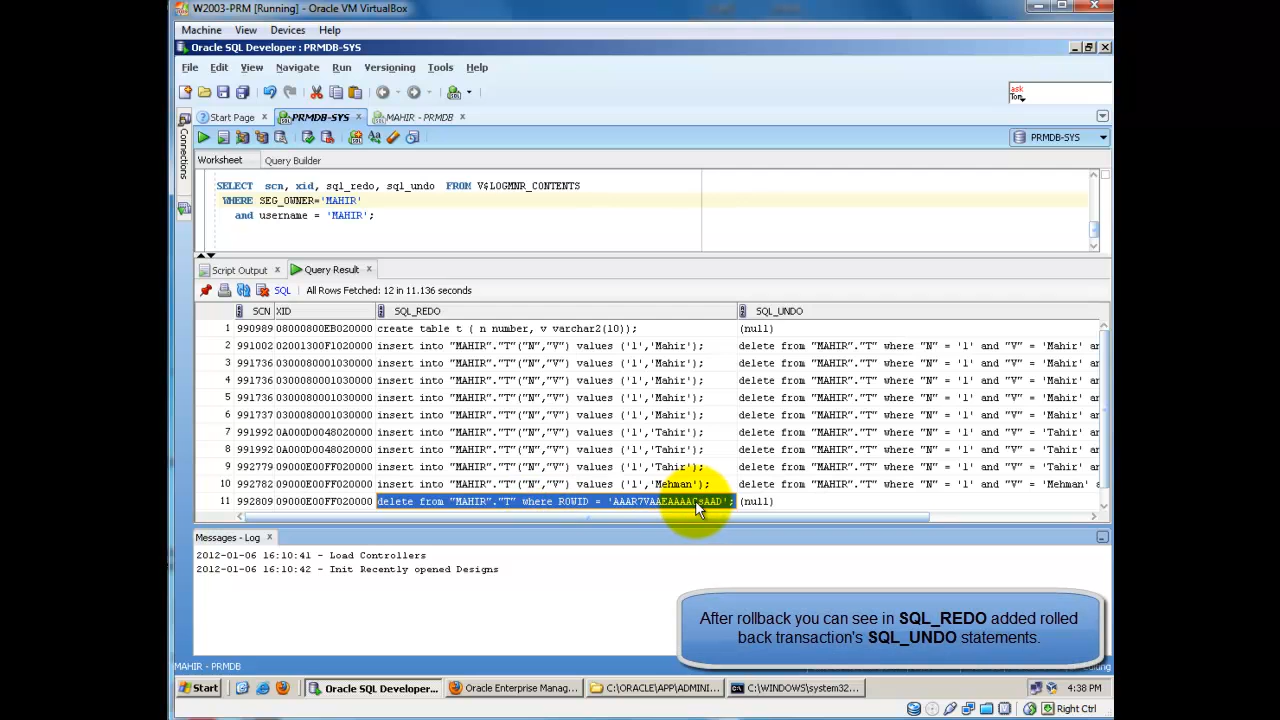 W2003-PRM [Running] - Oracle VM VirtualBox
Machine View Devices Help
Oracle SQL Developer : PRMDB-SYS
File Edit View Navigate Run Versioning Tools Help
ask
Tom
Start Page PRMDB-SYS MAHIR - PRMDB
PRMDB-SYS
Connections
Worksheet Query Builder
SELECT scn, xid, sql_redo, sql_undo FROM V$LOGMNR_CONTENTS
WHERE SEG_OWNER='MAHIR'
and username = 'MAHIR';
Script Output Query Result
SQL All Rows Fetched: 12 in 11.136 seconds
SCN XID SQL_REDO SQL_UNDO
1 990989 08000800EB020000 create table t ( n number, v varchar2(10)); (null)
2 991002 02001300F1020000 insert into "MAHIR"."T"("N","V") values ('1','Mahir'); delete from "MAHIR"."T" where "N" = '1' and "V" = 'Mahir' an
3 991736 0300080001030000 insert into "MAHIR"."T"("N","V") values ('1','Mahir'); delete from "MAHIR"."T" where "N" = '1' and "V" = 'Mahir' an
4 991736 0300080001030000 insert into "MAHIR"."T"("N","V") values ('1','Mahir'); delete from "MAHIR"."T" where "N" = '1' and "V" = 'Mahir' an
5 991736 0300080001030000 insert into "MAHIR"."T"("N","V") values ('1','Mahir'); delete from "MAHIR"."T" where "N" = '1' and "V" = 'Mahir' an
6 991737 0300080001030000 insert into "MAHIR"."T"("N","V") values ('1','Mahir'); delete from "MAHIR"."T" where "N" = '1' and "V" = 'Mahir' an
7 991992 0A000D0048020000 insert into "MAHIR"."T"("N","V") values ('1','Tahir'); delete from "MAHIR"."T" where "N" = '1' and "V" = 'Tahir' an
8 991992 0A000D0048020000 insert into "MAHIR"."T"("N","V") values ('1','Tahir'); delete from "MAHIR"."T" where "N" = '1' and "V" = 'Tahir' an
9 992779 09000E00FF020000 insert into "MAHIR"."T"("N","V") values ('1','Tahir'); delete from "MAHIR"."T" where "N" = '1' and "V" = 'Tahir' an
10 992782 09000E00FF020000 insert into "MAHIR"."T"("N","V") values ('1','Mehman'); delete from "MAHIR"."T" where "N" = '1' and "V" = 'Mehman' a
11 992809 09000E00FF020000 delete from "MAHIR"."T" where ROWID = (null)
Messages - Log
2012-01-06 16:10:41 - Load Controllers
2012-01-06 16:10:42 - Init Recently opened Designs
After rollback you can see in SQL_REDO added rolled
back transaction's SQL_UNDO statements.
MAHIR - PRMDB
Start Oracle SQL Developer... Oracle Enterprise Manag... C:\ORACLE\APP\ADMINI... C:\WINDOWS\system32... 4:38 PM
Right Ctrl